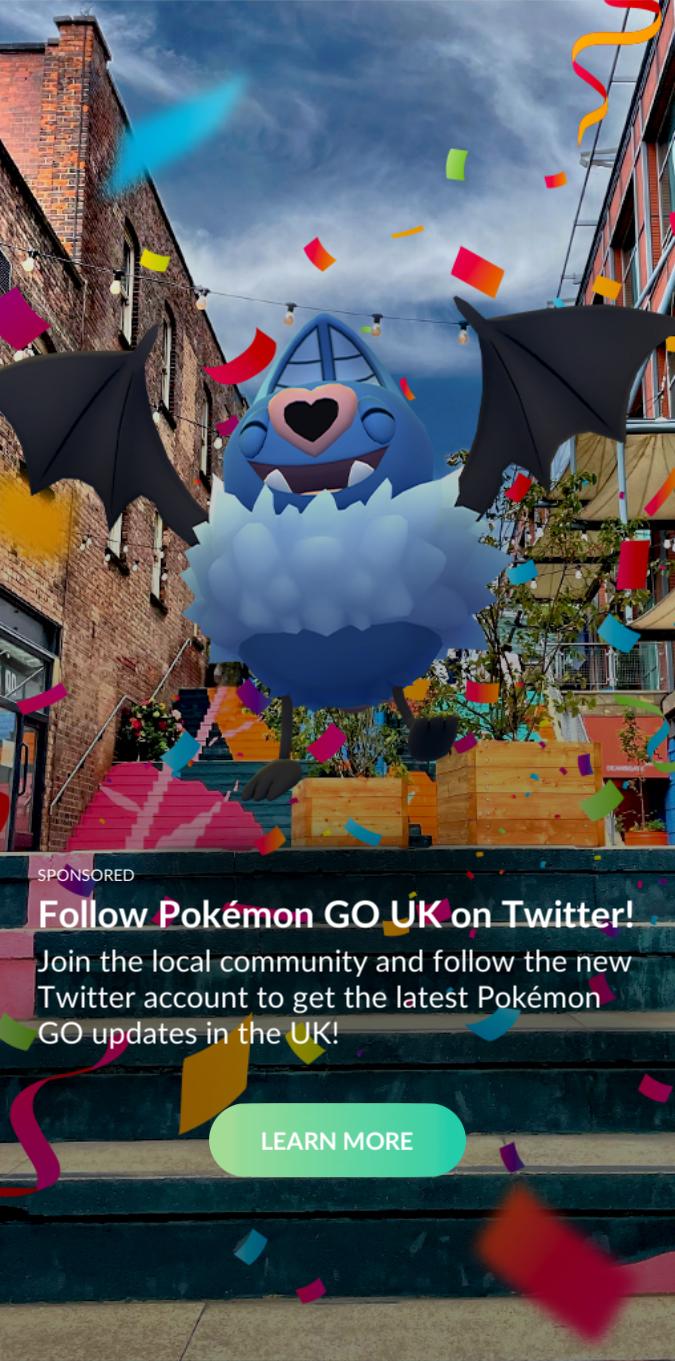 SPONSORED
Follow Pokémon GO UK on Twitter!
Join the local community and follow the new
Twitter account to get the latest Pokémon
GO updates in the UK!
LEARN MORE